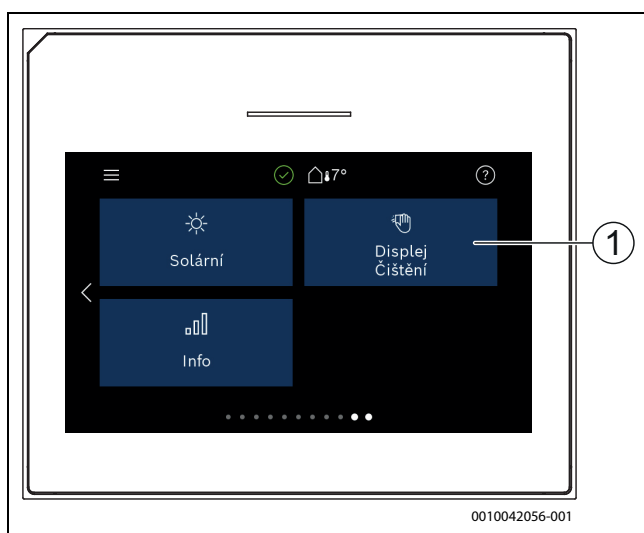 7°
?
Solární
Displej
Čištění
1
Info
0010042056-001